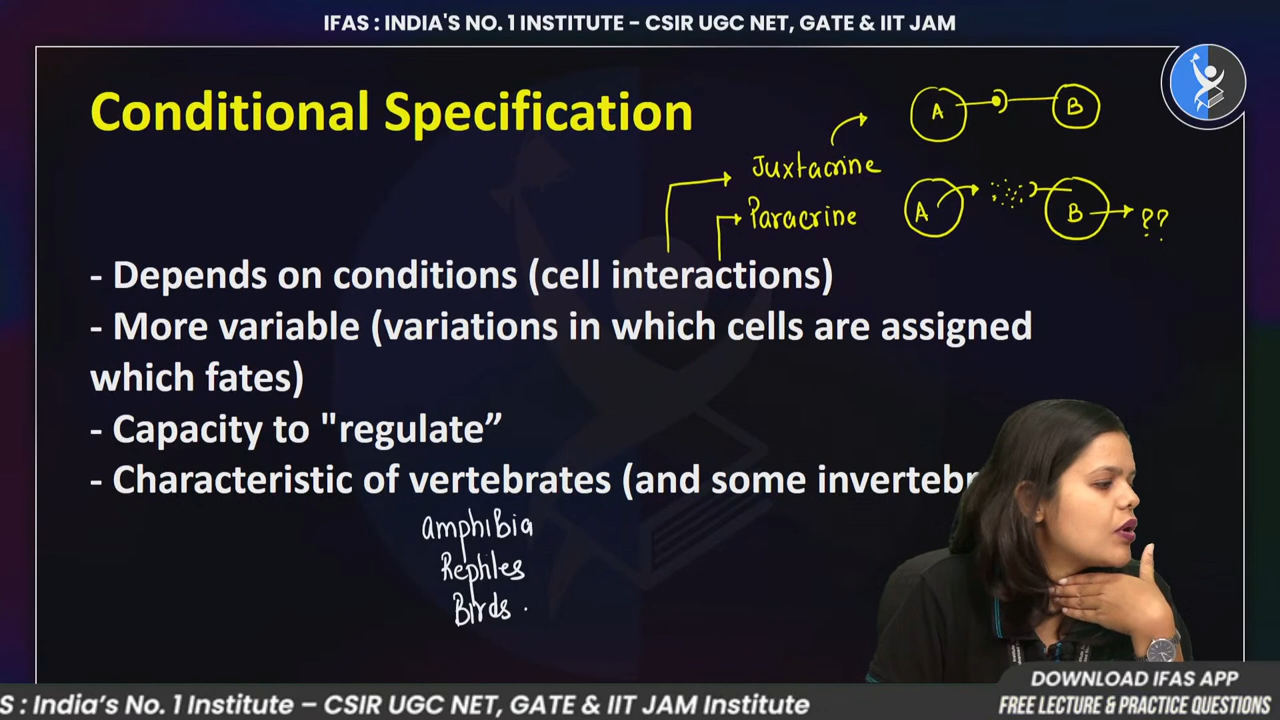 IFAS : INDIA'S NO. 1 INSTITUTE – CSIR UGC NET, GATE & IIT JAM
Conditional Specification
A B
Juxtacrine
Paracrine
A B ??
- Depends on conditions (cell interactions)
- More variable (variations in which cells are assigned
which fates)
- Capacity to "regulate”
- Characteristic of vertebrates (and some invertebr
Amphibia
Reptiles
Birds
DOWNLOAD IFAS APP
FREE LECTURE & PRACTICE QUESTIONS
S : India’s No. 1 Institute – CSIR UGC NET, GATE & IIT JAM Institute